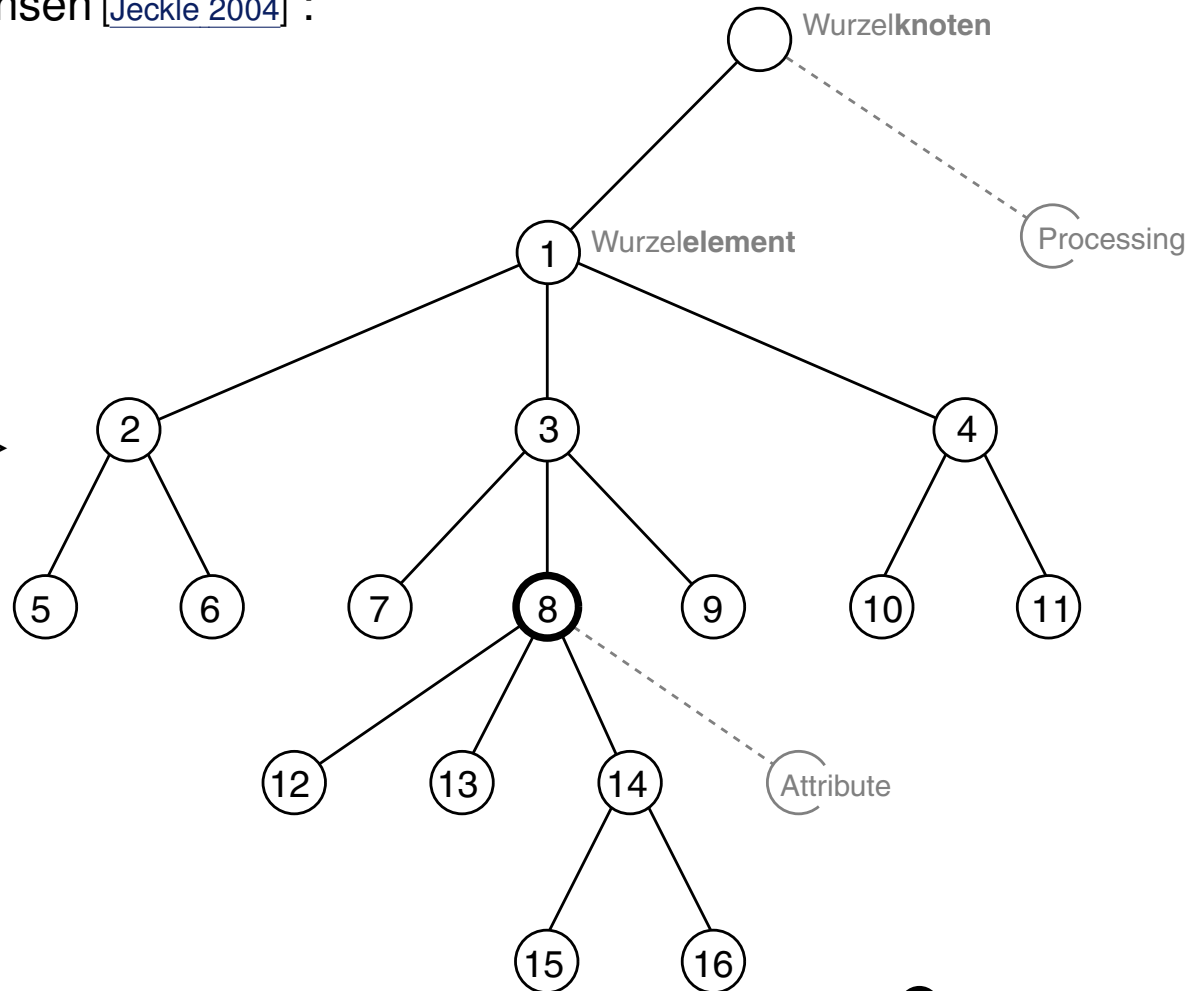 nsen [Jeckle 2004] :
Wurzelknoten
Processing
1 Wurzelelement
2 3 4
5 6 7 8 9 10 11
12 13 14 Attribute
15 16